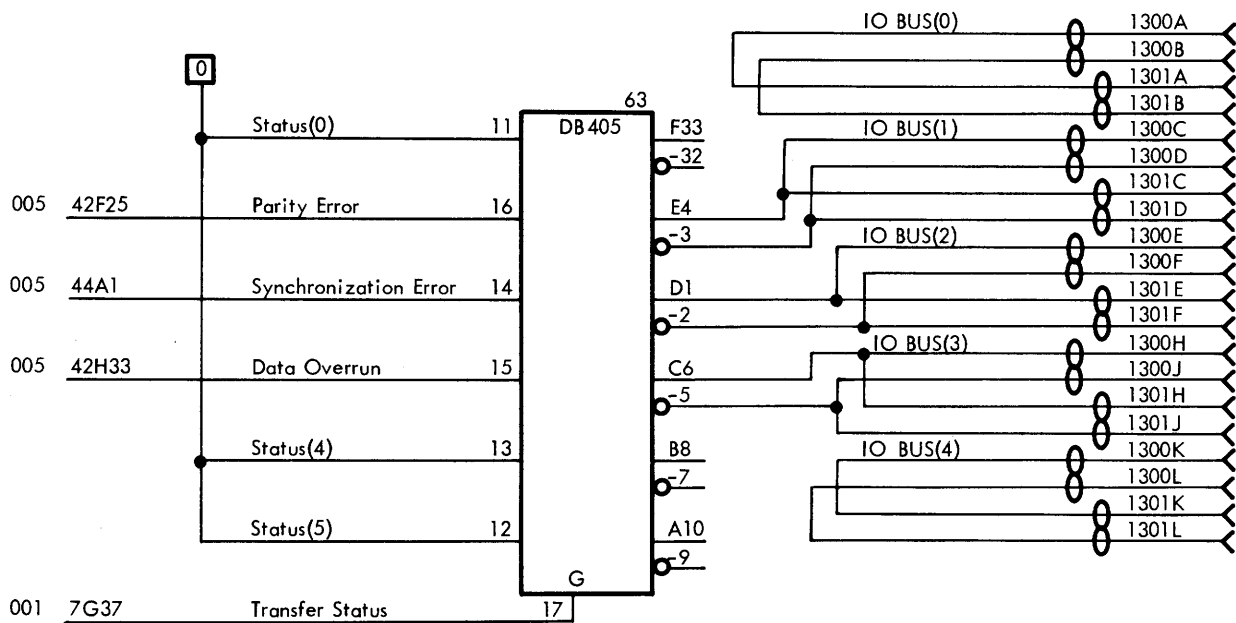 IO BUS(0) 1300A
1300B
0
1301A
63
1301B
Status(0) 11 DB405 F33 IO BUS(1) 1300C
-32 1300D
1301C
005 42F25 Parity Error 16 E4 1301D
-3 IO BUS(2) 1300E
1300F
005 44A1 Synchronization Error 14 D1 1301E
-2 1301F
IO BUS(3) 1300H
005 42H33 Data Overrun 15 C6 1300J
-5 1301H
1301J
Status(4) 13 B8 IO BUS(4) 1300K
-7 1300L
1301K
Status(5) 12 A10 1301L
-9
G
001 7G37 Transfer Status 17